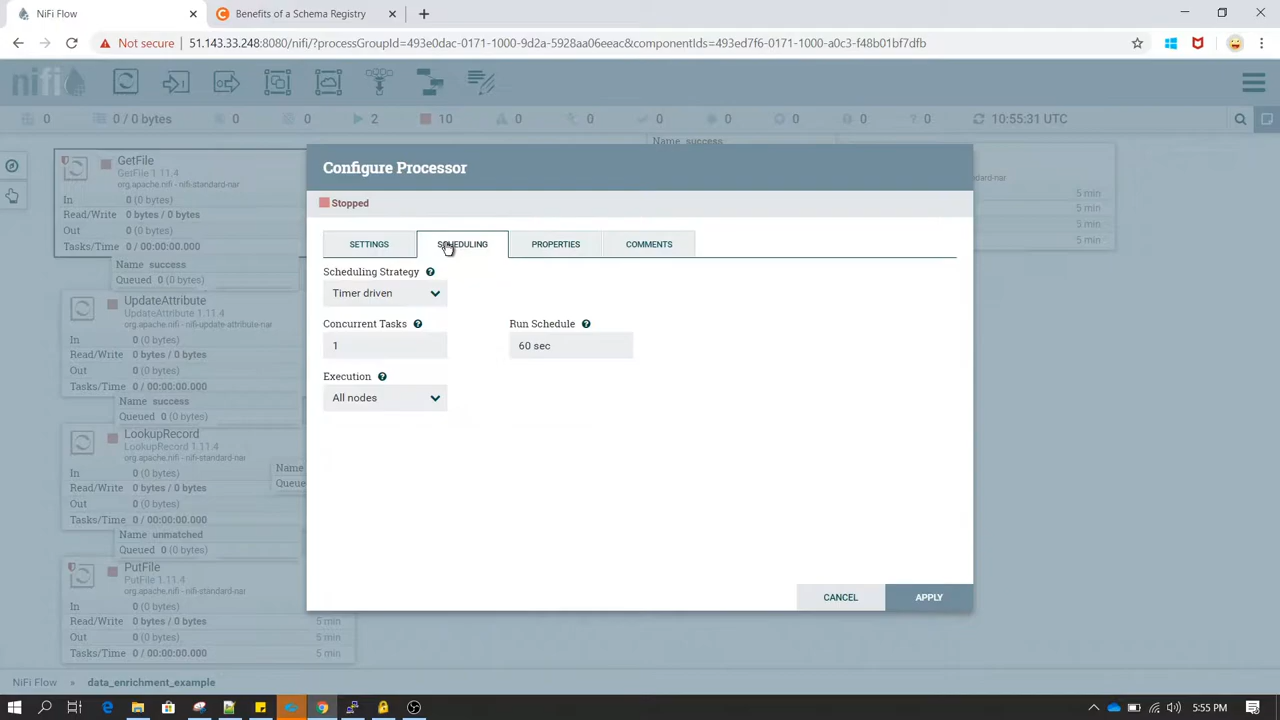 NiFi Flow
Benefits of a Schema Registry
Not secure
51.143.33.248:8080/nifi/?processGroupId=493e0dac-0171-1000-9d2a-5928aa06eeac&componentIds=493ed7f6-0171-1000-a0c3-f48b01bf7dfb
nifi
0
0 / 0 bytes
0
0
2
10
0
0
0
0
0
0
10:55:31 UTC
Name success
GetFile
GetFile 1.11.4
org.apache.nifi - nifi-standard-nar
In 0 (0 bytes)
Read/Write 0 bytes / 0 bytes
Out 0 (0 bytes)
Tasks/Time 0 / 00:00:00.000
Name success
Queued 0 (0 bytes)
UpdateAttribute
UpdateAttribute 1.11.4
org.apache.nifi - nifi-update-attribute-nar
In 0 (0 bytes)
Read/Write 0 bytes / 0 bytes
Out 0 (0 bytes)
Tasks/Time 0 / 00:00:00.000
Name success
Queued 0 (0 bytes)
LookupRecord
LookupRecord 1.11.4
org.apache.nifi - nifi-standard-nar
In 0 (0 bytes)
Read/Write 0 bytes / 0 bytes
Out 0 (0 bytes)
Tasks/Time 0 / 00:00:00.000
Name
Queue
Name unmatched
Queued 0 (0 bytes)
PutFile
PutFile 1.11.4
org.apache.nifi - nifi-standard-nar
In 0 (0 bytes)
Read/Write 0 bytes / 0 bytes 5 min
Out 0 (0 bytes) 5 min
Tasks/Time 0 / 00:00:00.000 5 min
ndard-nar
5 min
5 min
5 min
5 min
Configure Processor
Stopped
SETTINGS
SCHEDULING
PROPERTIES
COMMENTS
Scheduling Strategy
Timer driven
Concurrent Tasks
Run Schedule
1
60 sec
Execution
All nodes
CANCEL
APPLY
NiFi Flow » data_enrichment_example
5:55 PM